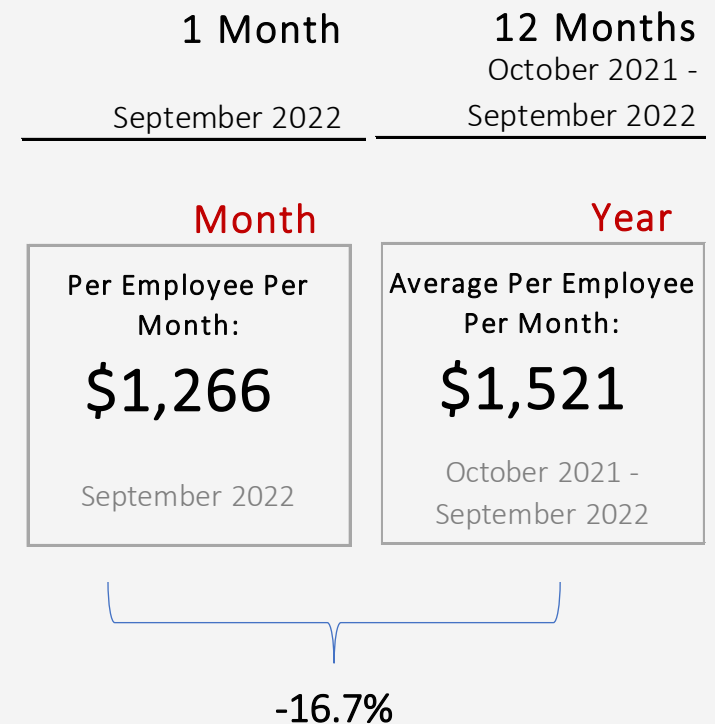 1 Month
September 2022
12 Months
October 2021 -
September 2022
Month
Per Employee Per
Month:
$1,266
September 2022
Year
Average Per Employee
Per Month:
$1,521
October 2021 -
September 2022
-16.7%